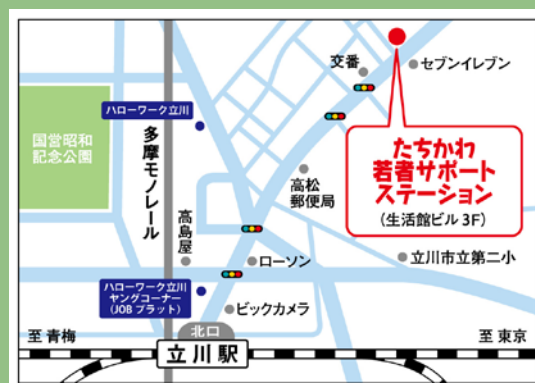 交番
セブンイレブン
ハローワーク立川
国営昭和
記念公園
多摩モノレール
たちかわ
若者サポート
ステーション
(生活館ビル 3F)
高松
郵便局
高島屋
ローソン
立川市立第二小
ハローワーク立川
ヤングコーナー
(JOB プラット)
ビックカメラ
北口
至 青梅
立川駅
至 東京